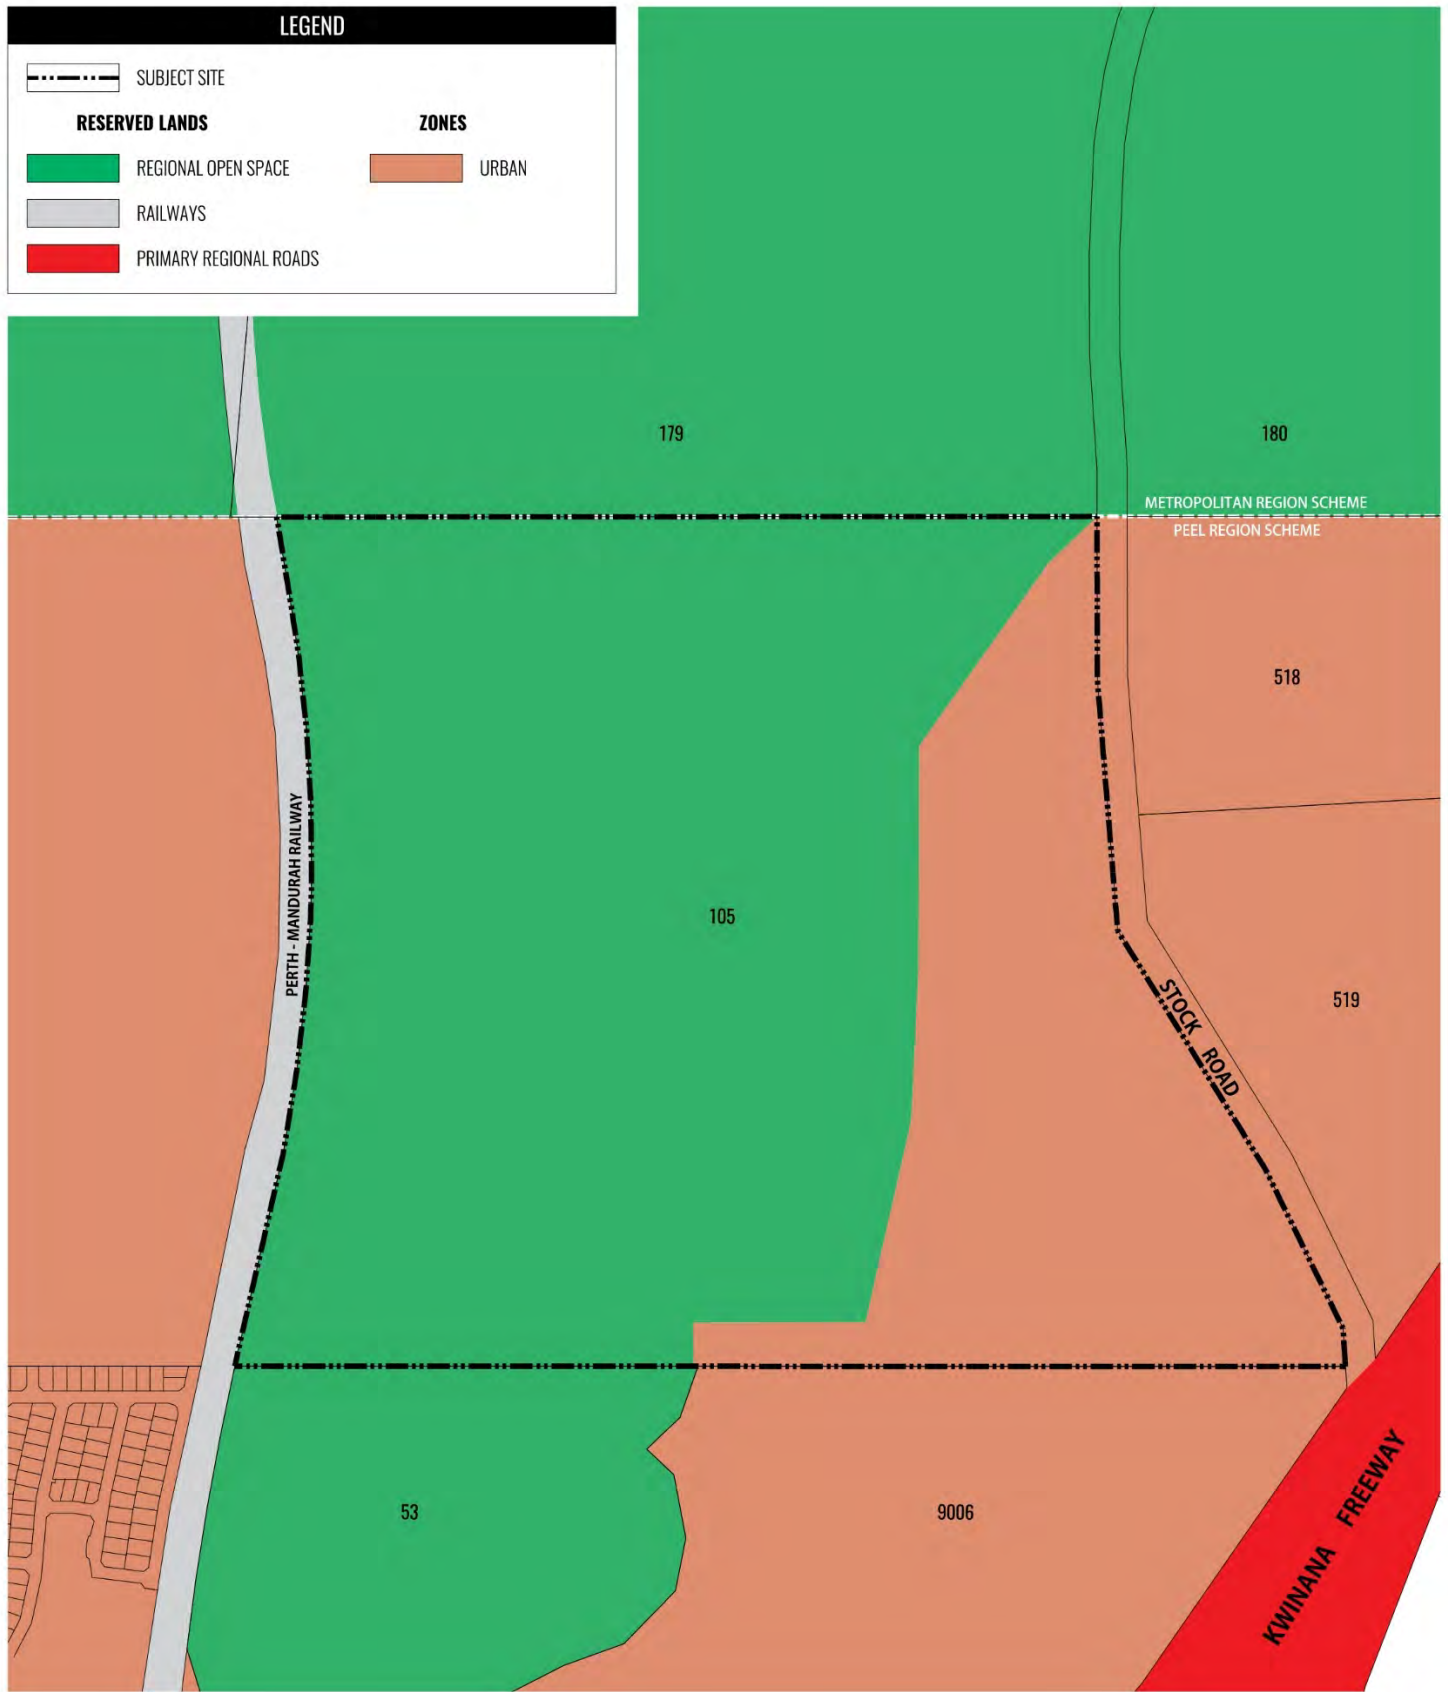 LEGEND
SUBJECT SITE
RESERVED LANDS
ZONES
REGIONAL OPEN SPACE
URBAN
RAILWAYS
PRIMARY REGIONAL ROADS
179
180
METROPOLITAN REGION SCHEME
PEEL REGION SCHEME
518
PERTH - MANDURAH RAILWAY
105
STOCK ROAD
519
53
9006
KWINANA FREEWAY